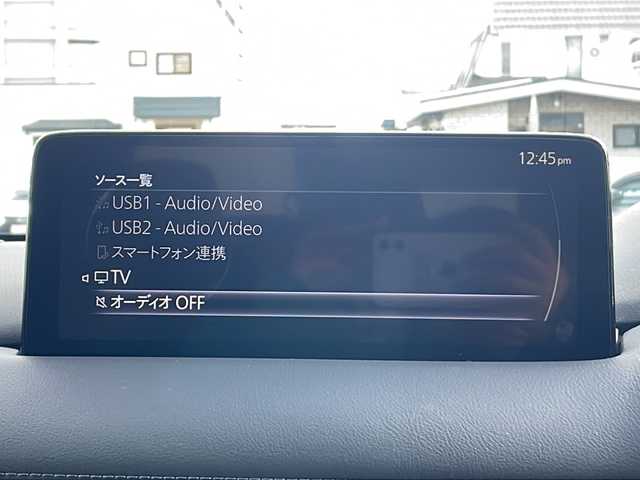 12:45pm
ソース一覧
USB1 - Audio/Video
USB2 - Audio/Video
スマートフォン連携
TV
オーディオ OFF